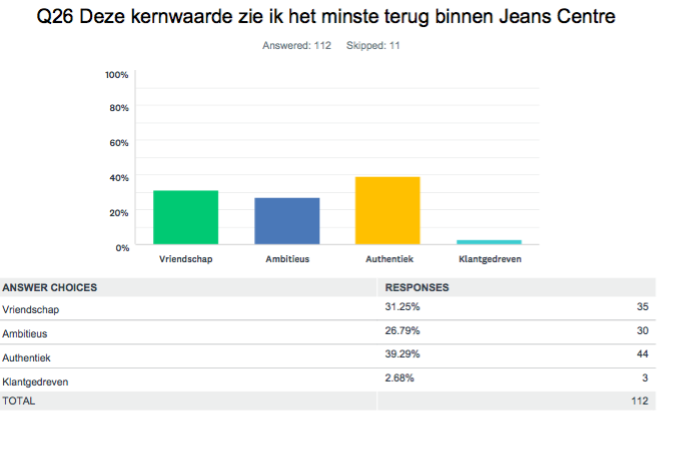 Q26 Deze kernwaarde zie ik het minste terug binnen Jeans Centre
Answered: 112 Skipped: 11
100%
80%
60%
40%
20%
0%
Vriendschap Ambitieus Authentiek Klantgedreven
ANSWER CHOICES RESPONSES
Vriendschap 31.25% 35
Ambitieus 26.79% 30
Authentiek 39.29% 44
Klantgedreven 2.68% 3
TOTAL 112